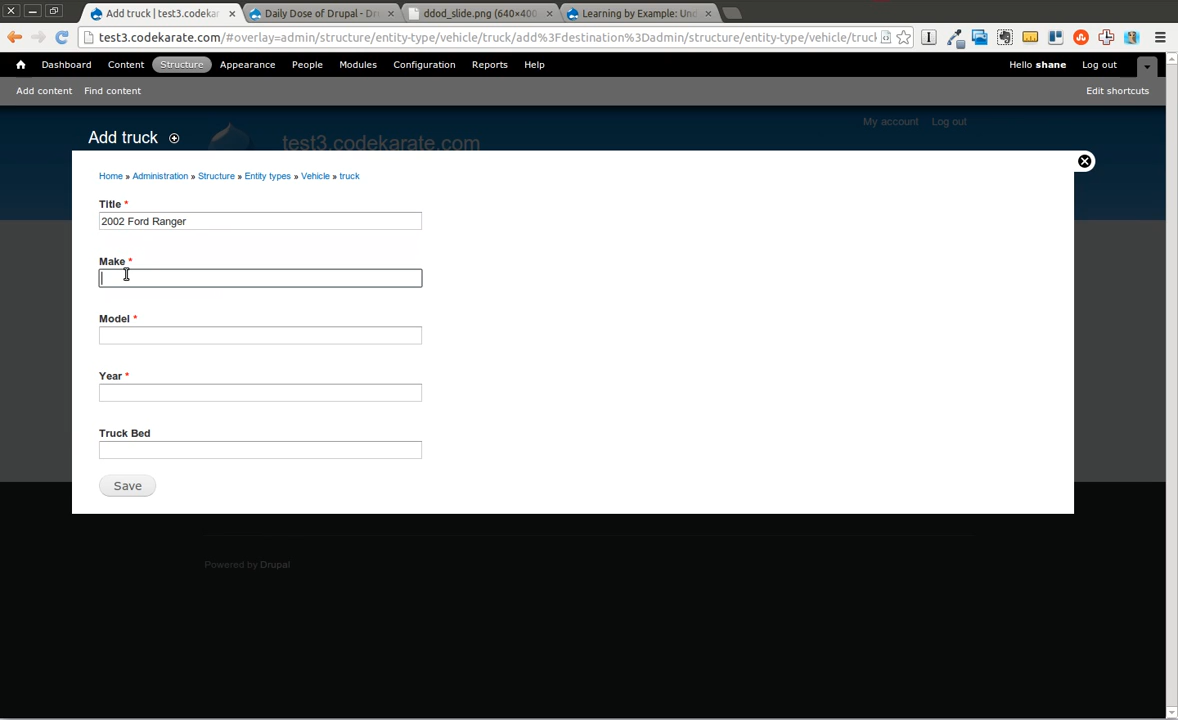 Add truck | test3.codekar
Daily Dose of Drupal - Dr
ddod_slide.png (640×400
Learning by Example: Und
test3.codekarate.com/#overlay=admin/structure/entity-type/vehicle/truck/add%3Fdestination%3Dadmin/structure/entity-type/vehicle/truck
Dashboard Content Structure Appearance People Modules Configuration Reports Help Hello shane Log out
Add content Find content Edit shortcuts
My account Log out
Add truck
test3.codekarate.com
Home » Administration » Structure » Entity types » Vehicle » truck
Title *
2002 Ford Ranger
Make *
Model *
Year *
Truck Bed
Save
Powered by Drupal